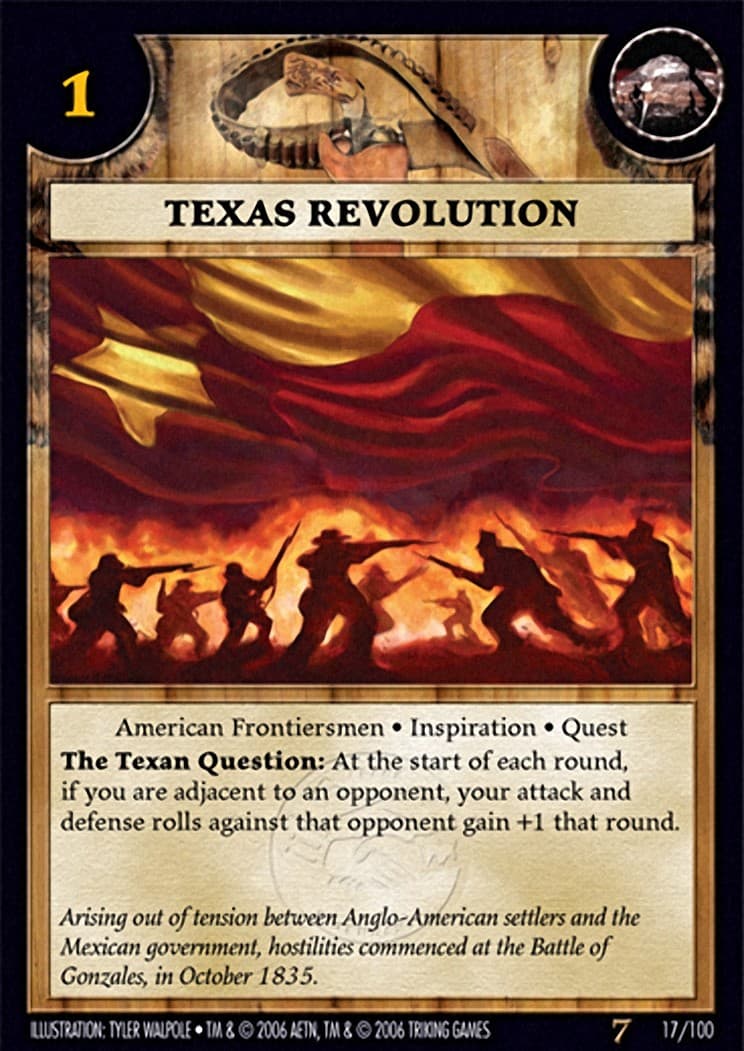 1
TEXAS REVOLUTION
American Frontiersmen • Inspiration • Quest
The Texan Question: At the start of each round,
if you are adjacent to an opponent, your attack and
defense rolls against that opponent gain +1 that round.
Arising out of tension between Anglo-American settlers and the
Mexican government, hostilities commenced at the Battle of
Gonzales, in October 1835.
ILLUSTRATION: TYLER WALPOLE • TM & © 2006 AETN, TM & © 2006 TRIKING GAMES 7 17/100